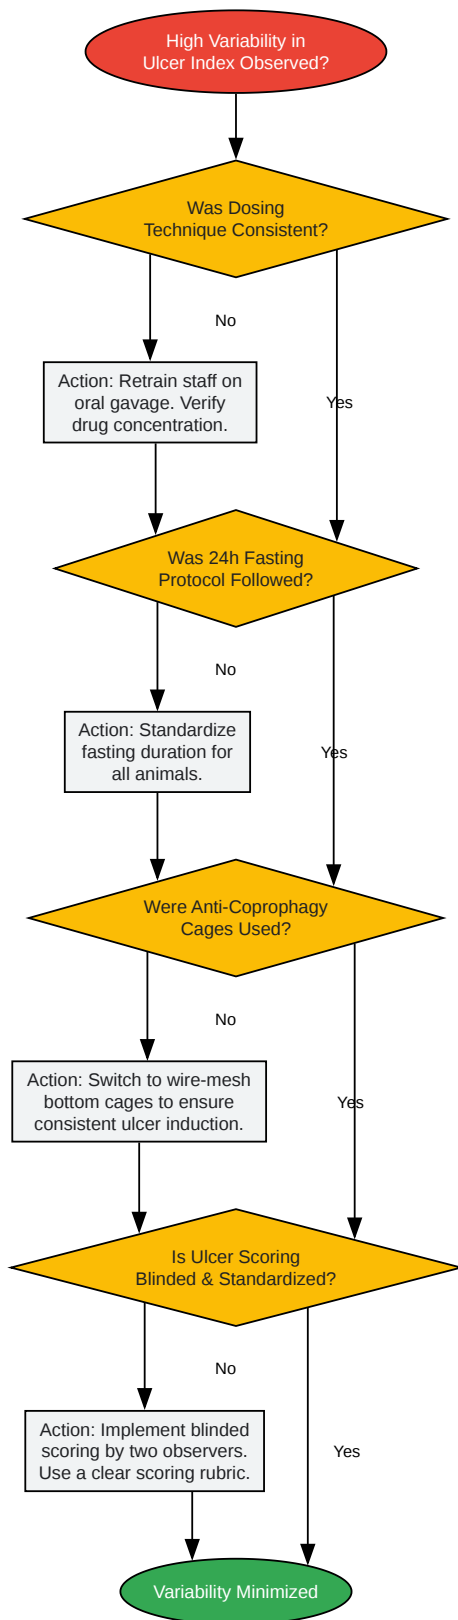 High Variability in
Ulcer Index Observed?
Was Dosing
Technique Consistent?
No
Action: Retrain staff on
oral gavage. Verify
drug concentration.
Yes
Was 24h Fasting
Protocol Followed?
No
Action: Standardize
fasting duration for
all animals.
Yes
Were Anti-Coprophagy
Cages Used?
No
Action: Switch to wire-mesh
bottom cages to ensure
consistent ulcer induction.
Yes
Is Ulcer Scoring
Blinded & Standardized?
No
Action: Implement blinded
scoring by two observers.
Use a clear scoring rubric.
Yes
Variability Minimized